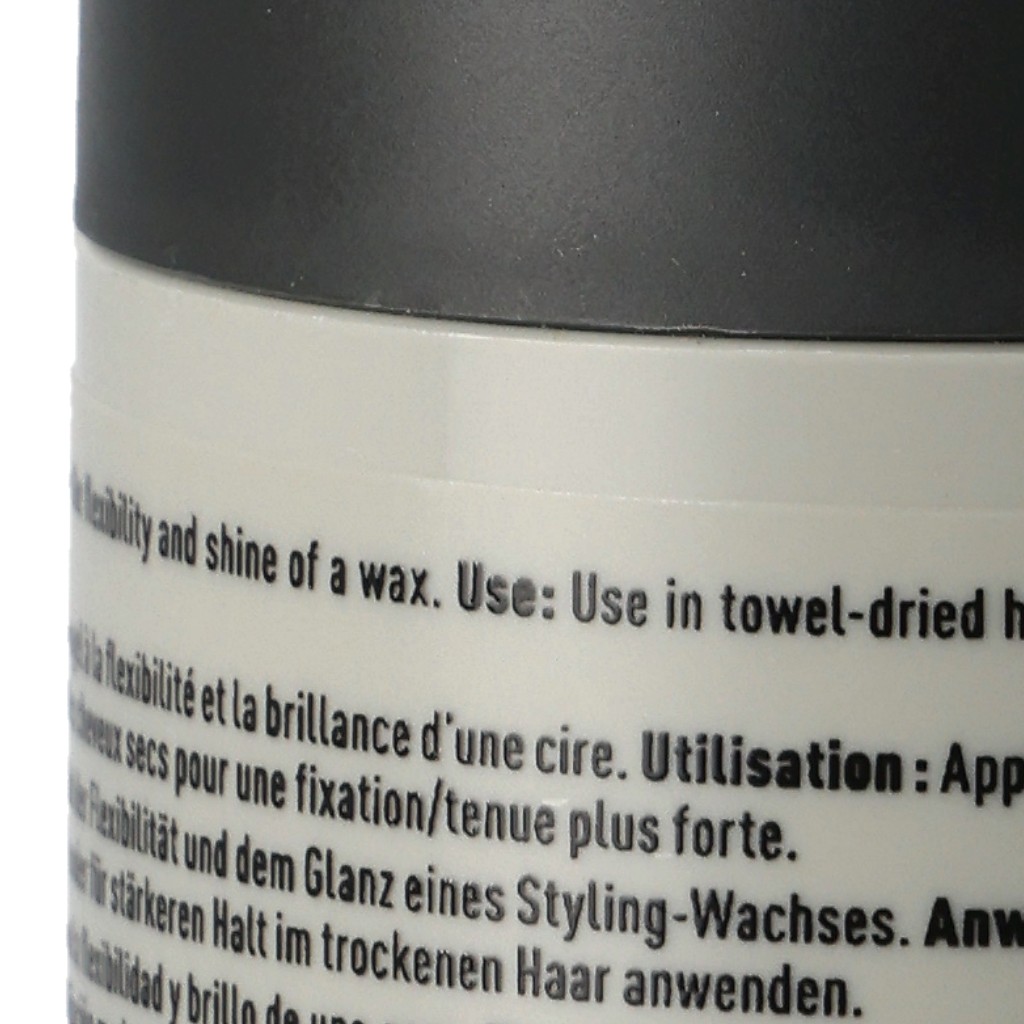 flexibility and shine of a wax. Use: Use in towel-dried h
à la flexibilité et la brillance d'une cire. Utilisation : App
cheveux secs pour une fixation/tenue plus forte.
Flexibilität und dem Glanz eines Styling-Wachses. Anw
für stärkeren Halt im trockenen Haar anwenden.
flexibilidad y brillo de una